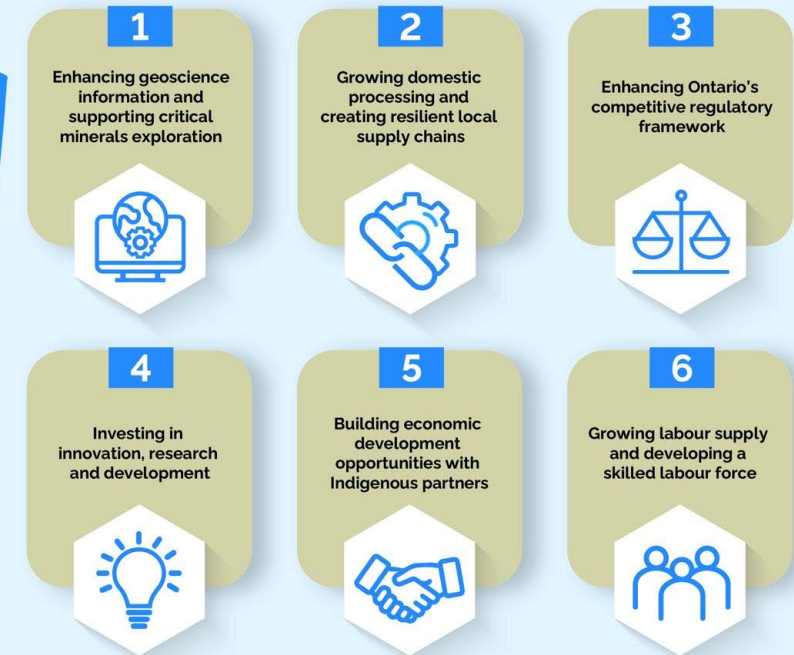 1
Enhancing geoscience
information and
supporting critical
minerals exploration
2
Growing domestic
processing and
creating resilient local
supply chains
3
Enhancing Ontario's
competitive regulatory
framework
4
Investing in
innovation, research
and development
5
Building economic
development
opportunities with
Indigenous partners
6
Growing labour supply
and developing a
skilled labour force